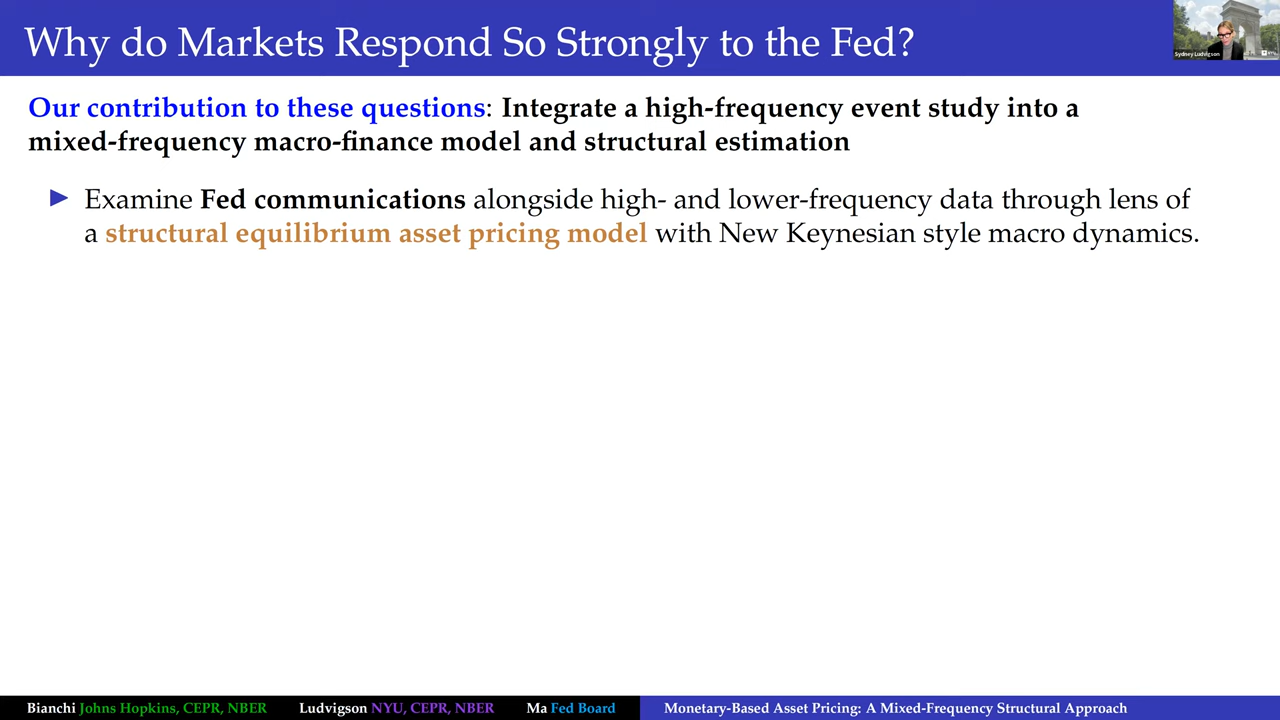 Why do Markets Respond So Strongly to the Fed?
Sydney Ludvigson
Our contribution to these questions: Integrate a high-frequency event study into a
mixed-frequency macro-finance model and structural estimation
Examine Fed communications alongside high- and lower-frequency data through lens of
a structural equilibrium asset pricing model with New Keynesian style macro dynamics.
Bianchi Johns Hopkins, CEPR, NBER Ludvigson NYU, CEPR, NBER Ma Fed Board Monetary-Based Asset Pricing: A Mixed-Frequency Structural Approach